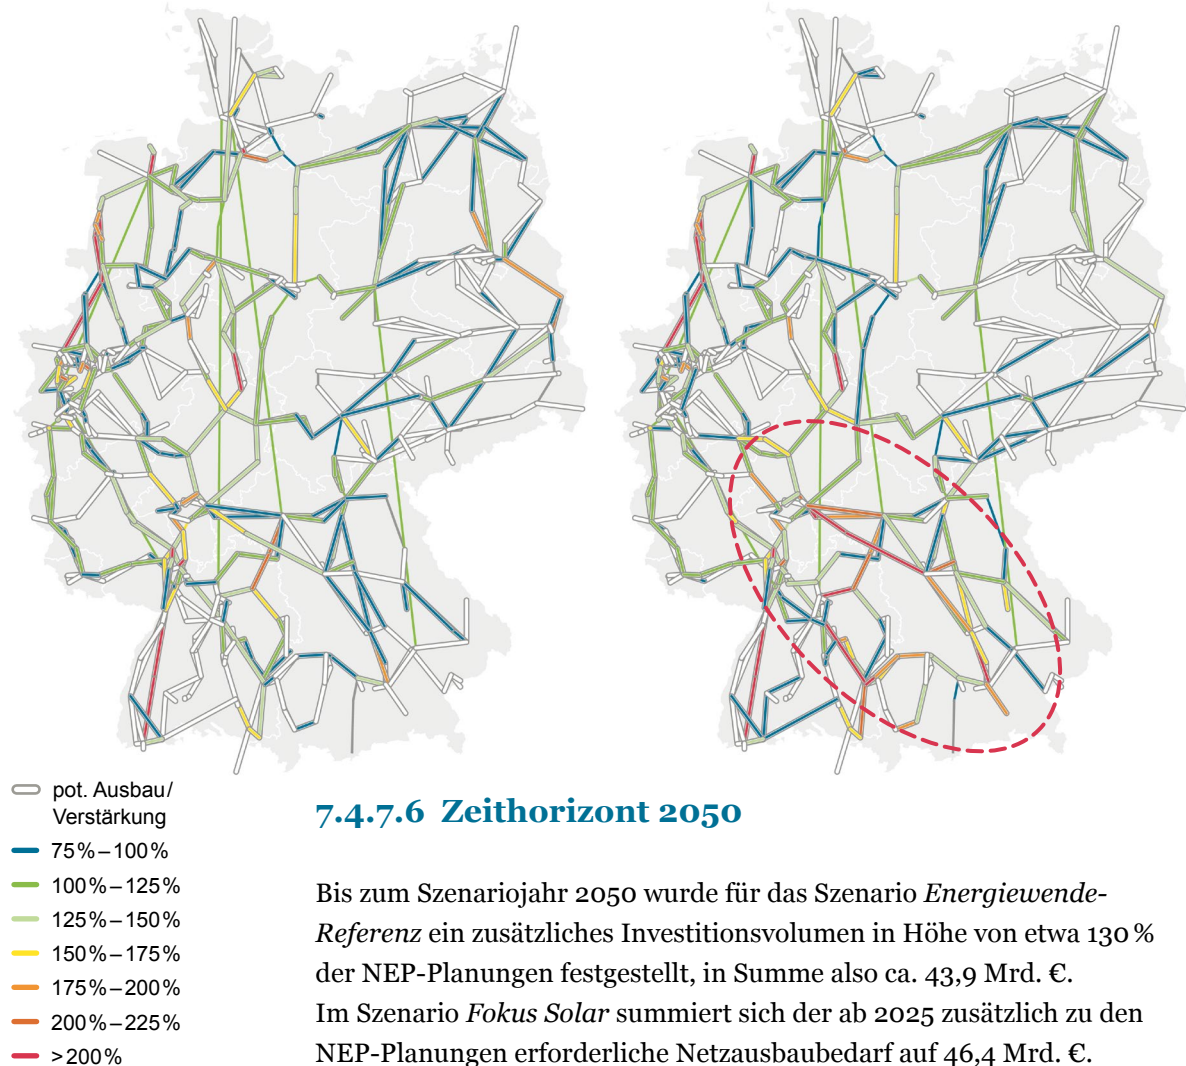 pot. Ausbau/
Verstärkung
75%–100%
100%–125%
125%–150%
150%–175%
175%–200%
200%–225%
>200%
7.4.7.6 Zeithorizont 2050
Bis zum Szenariojahr 2050 wurde für das Szenario Energiewende-
Referenz ein zusätzliches Investitionsvolumen in Höhe von etwa 130%
der NEP-Planungen festgestellt, in Summe also ca. 43,9 Mrd. €.
Im Szenario Fokus Solar summiert sich der ab 2025 zusätzlich zu den
NEP-Planungen erforderliche Netzausbaubedarf auf 46,4 Mrd. €.